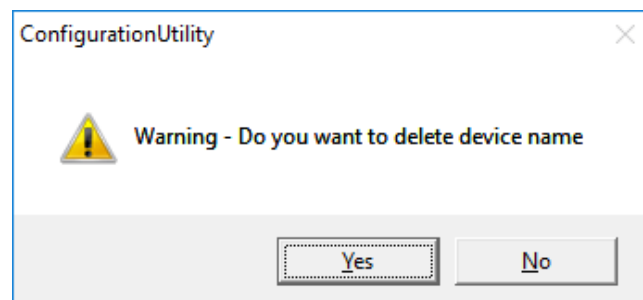 ConfigurationUtility
Warning - Do you want to delete device name
Yes
No